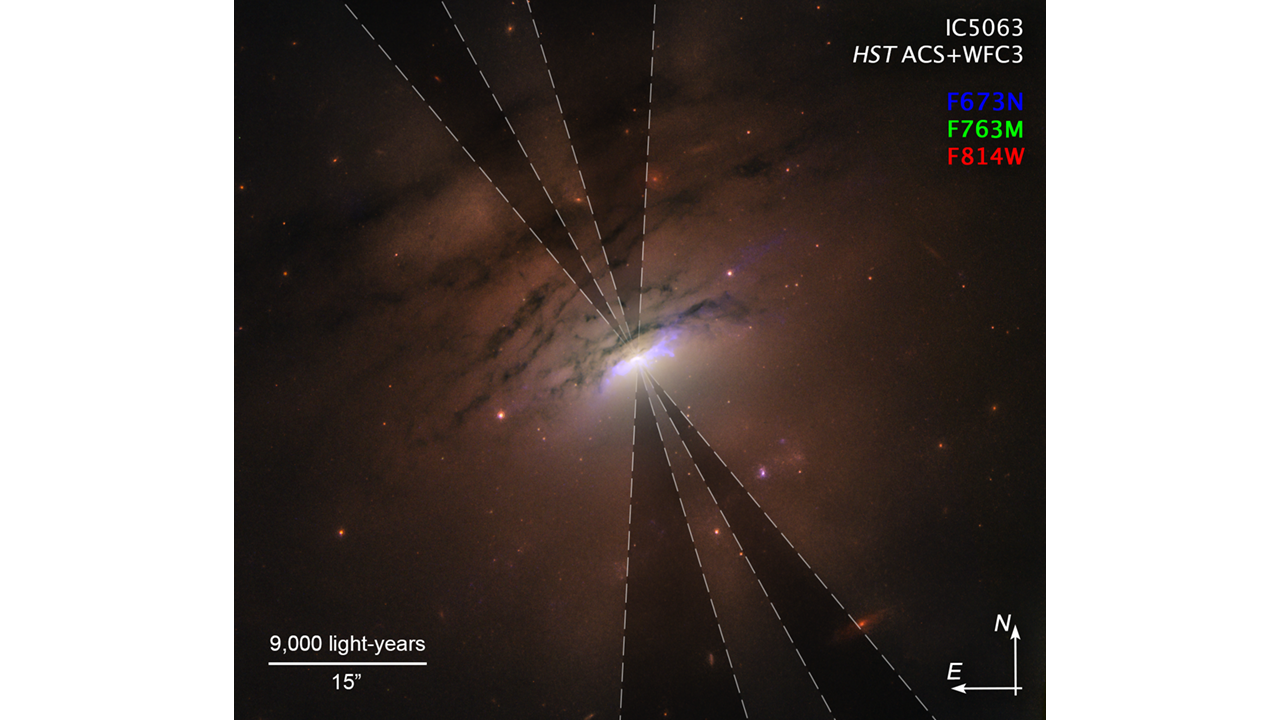 IC5063
HST ACS+WFC3
F673N
F763M
F814W
9,000 light-years
15”
N
E